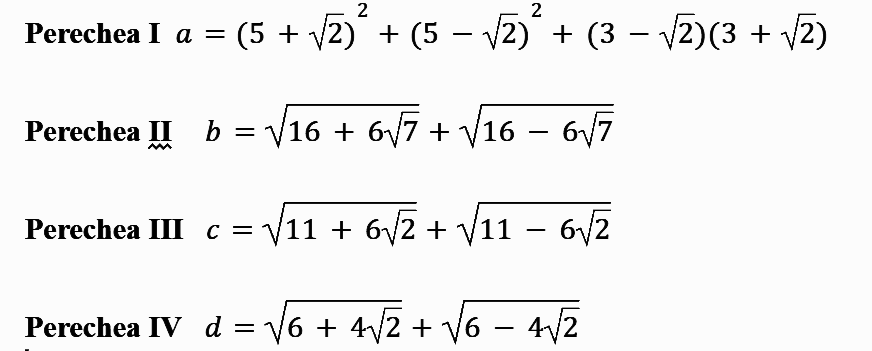 Perechea I a = (5 + √2)² + (5 − √2)² + (3 − √2)(3 + √2)
Perechea II b = √(16 + 6√7) + √(16 − 6√7)
Perechea III c = √(11 + 6√2) + √(11 − 6√2)
Perechea IV d = √(6 + 4√2) + √(6 − 4√2)